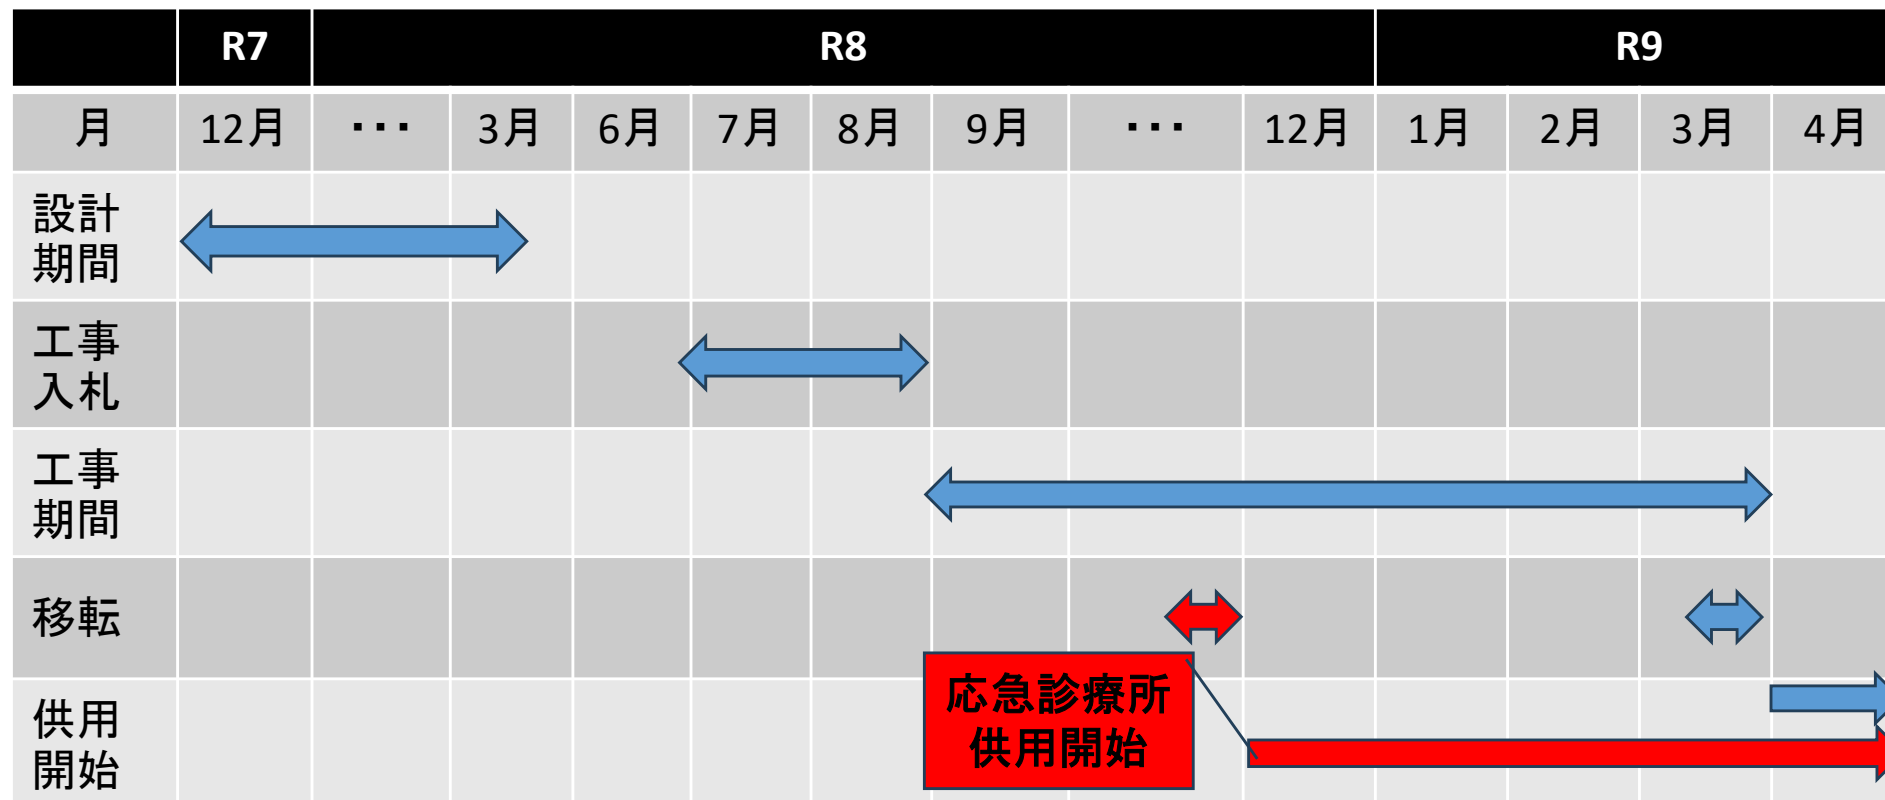 R7 R8 R9
月 12月 ・・・ 3月 6月 7月 8月 9月 ・・・ 12月 1月 2月 3月 4月
設計
期間
工事
入札
工事
期間
移転
応急診療所
供用開始
供用
開始